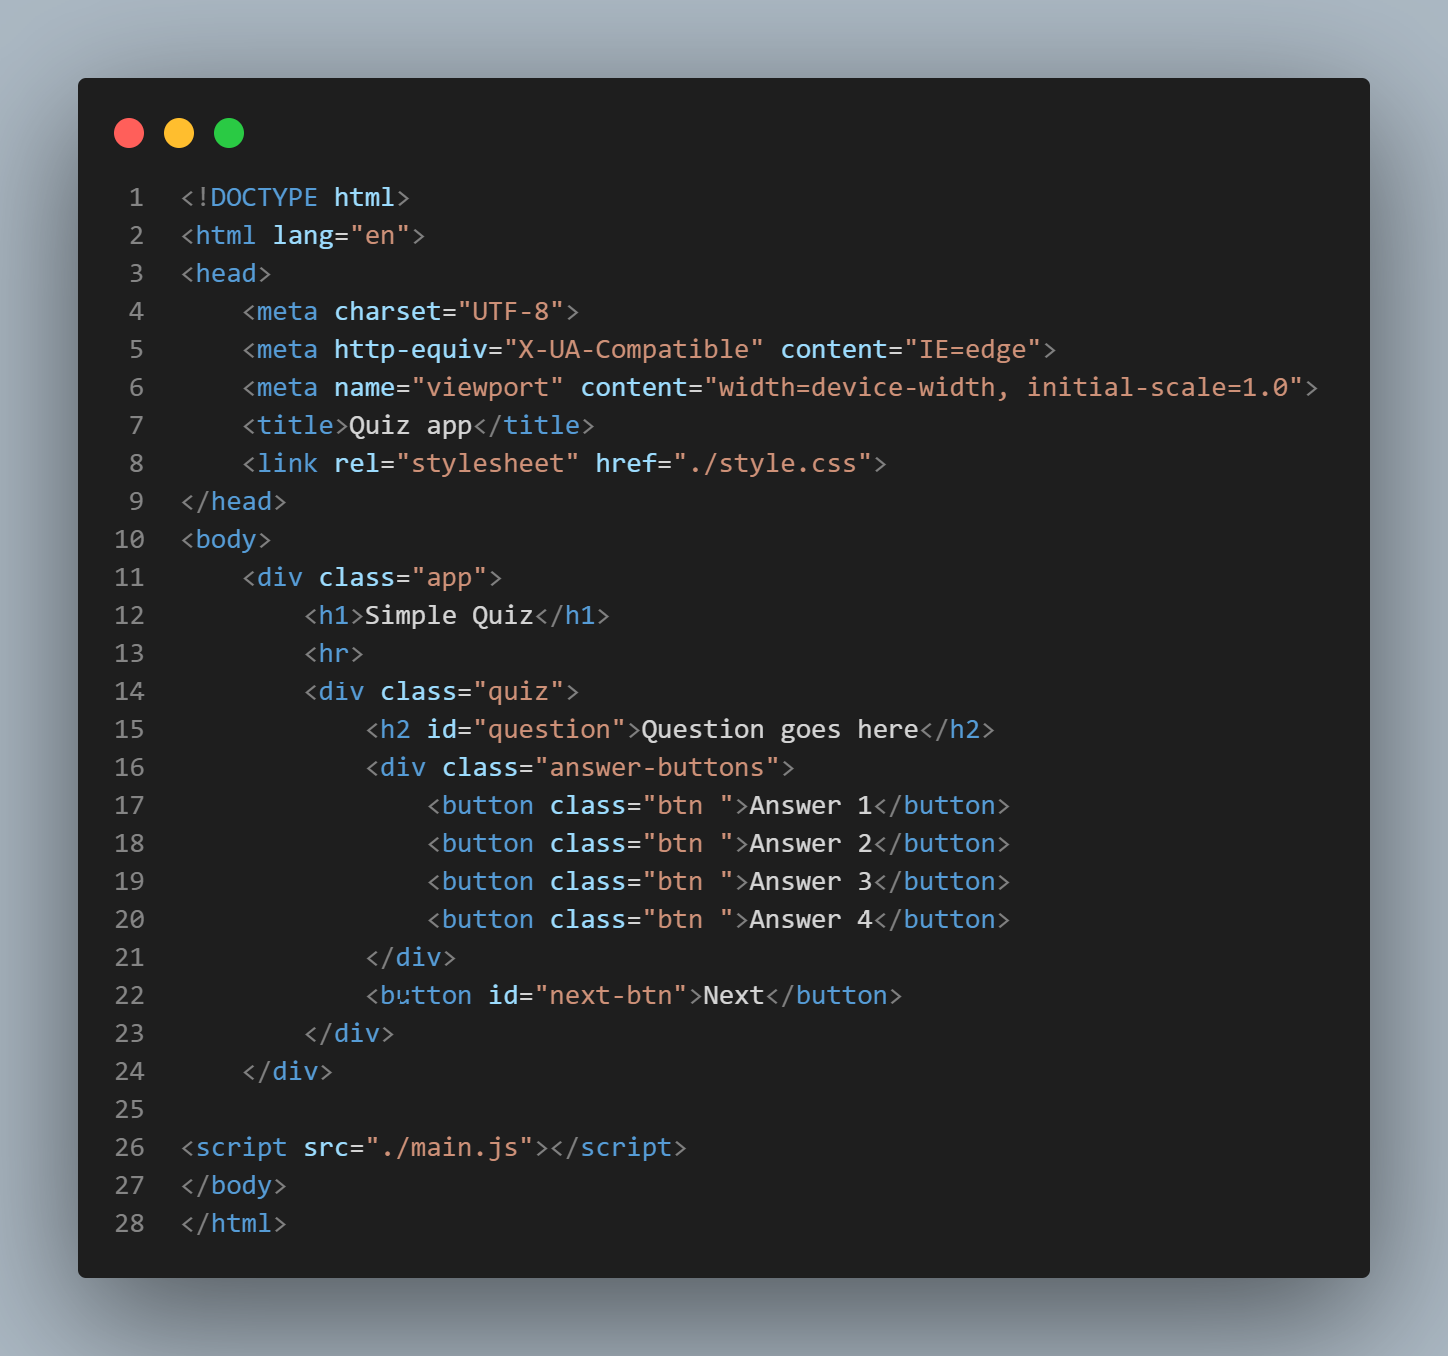 1 <!DOCTYPE html>
2 <html lang="en">
3 <head>
4     <meta charset="UTF-8">
5     <meta http-equiv="X-UA-Compatible" content="IE=edge">
6     <meta name="viewport" content="width=device-width, initial-scale=1.0">
7     <title>Quiz app</title>
8     <link rel="stylesheet" href="./style.css">
9 </head>
10 <body>
11     <div class="app">
12         <h1>Simple Quiz</h1>
13         <hr>
14         <div class="quiz">
15             <h2 id="question">Question goes here</h2>
16             <div class="answer-buttons">
17                 <button class="btn ">Answer 1</button>
18                 <button class="btn ">Answer 2</button>
19                 <button class="btn ">Answer 3</button>
20                 <button class="btn ">Answer 4</button>
21             </div>
22             <button id="next-btn">Next</button>
23         </div>
24     </div>
25
26 <script src="./main.js"></script>
27 </body>
28 </html>